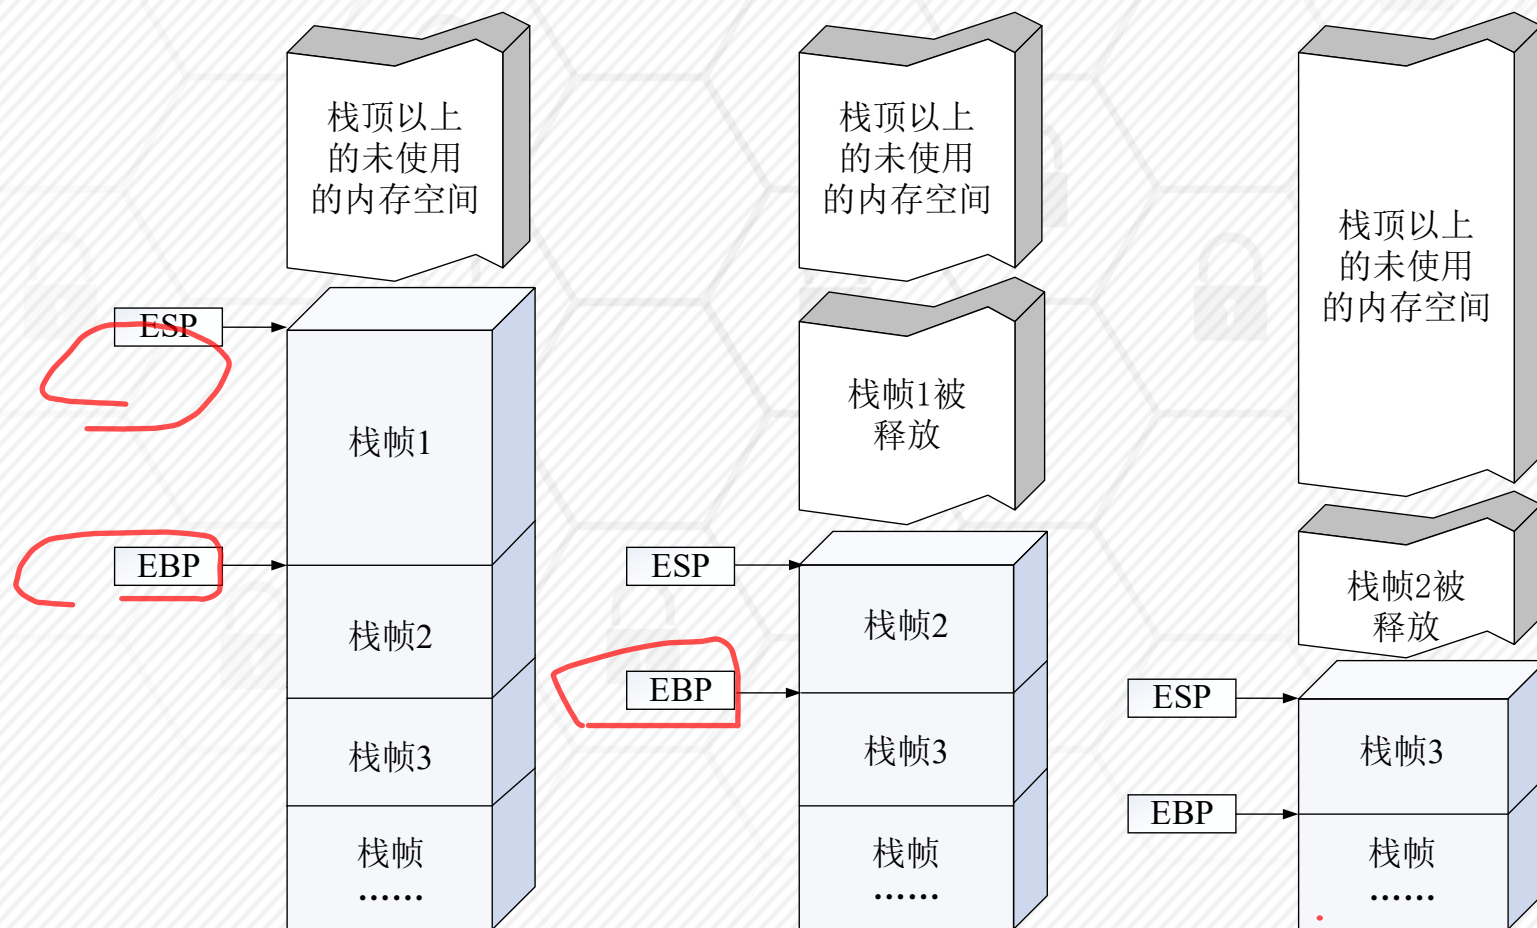 栈顶以上
的未使用
的内存空间
ESP
栈帧1
EBP
栈帧2
栈帧3
栈帧
……
栈顶以上
的未使用
的内存空间
栈帧1被
释放
ESP
栈帧2
EBP
栈帧3
栈帧
……
栈顶以上
的未使用
的内存空间
栈帧2被
释放
ESP
栈帧3
EBP
栈帧
……